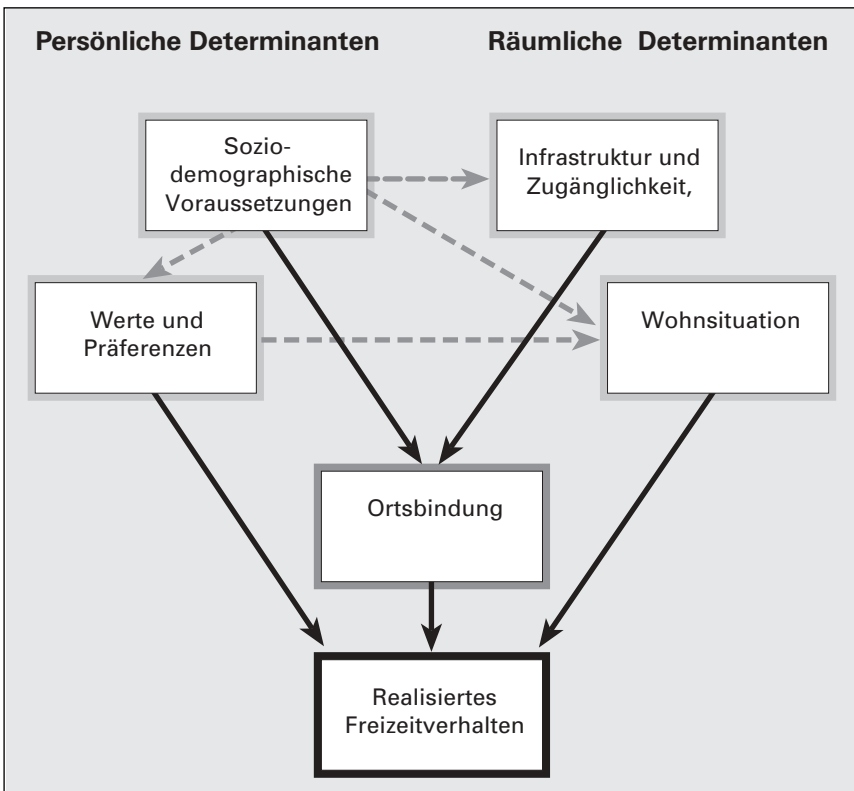 Persönliche Determinanten
Räumliche Determinanten
Sozio-
demographische
Voraussetzungen
Infrastruktur und
Zugänglichkeit,
Werte und
Präferenzen
Wohnsituation
Ortsbindung
Realisiertes
Freizeitverhalten